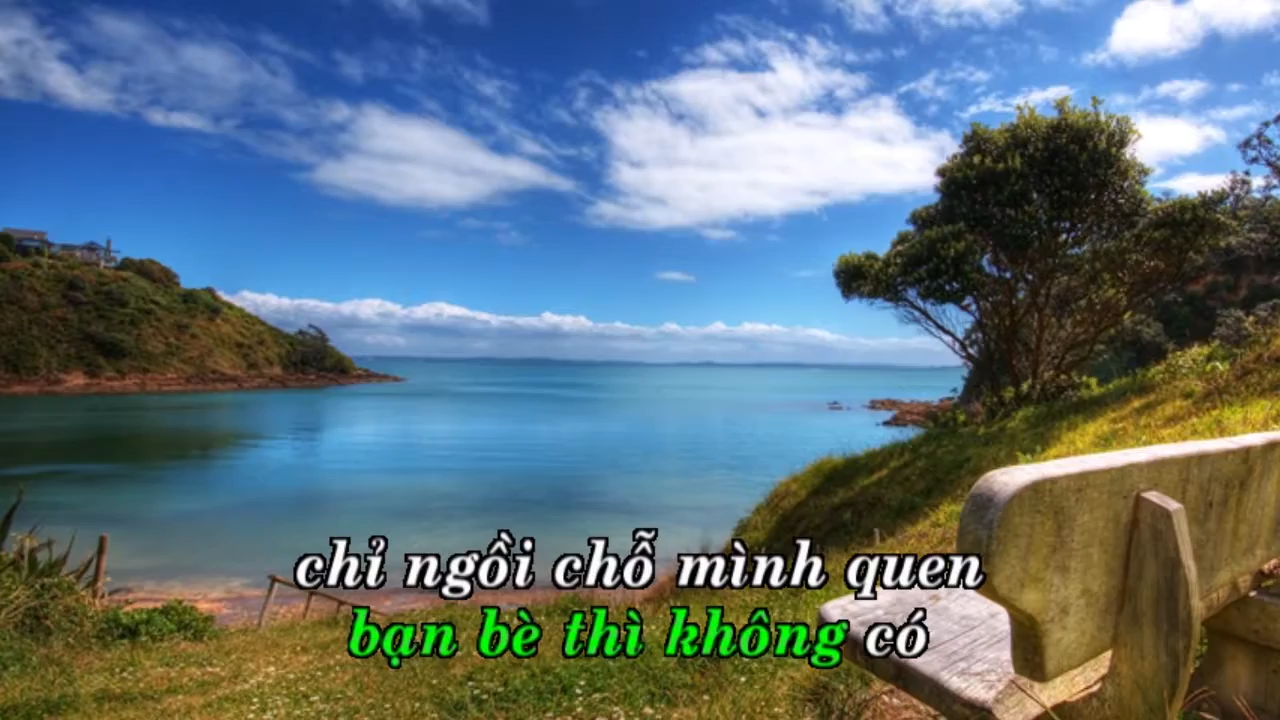 chỉ ngồi chỗ mình quen
bạn bè thì không có